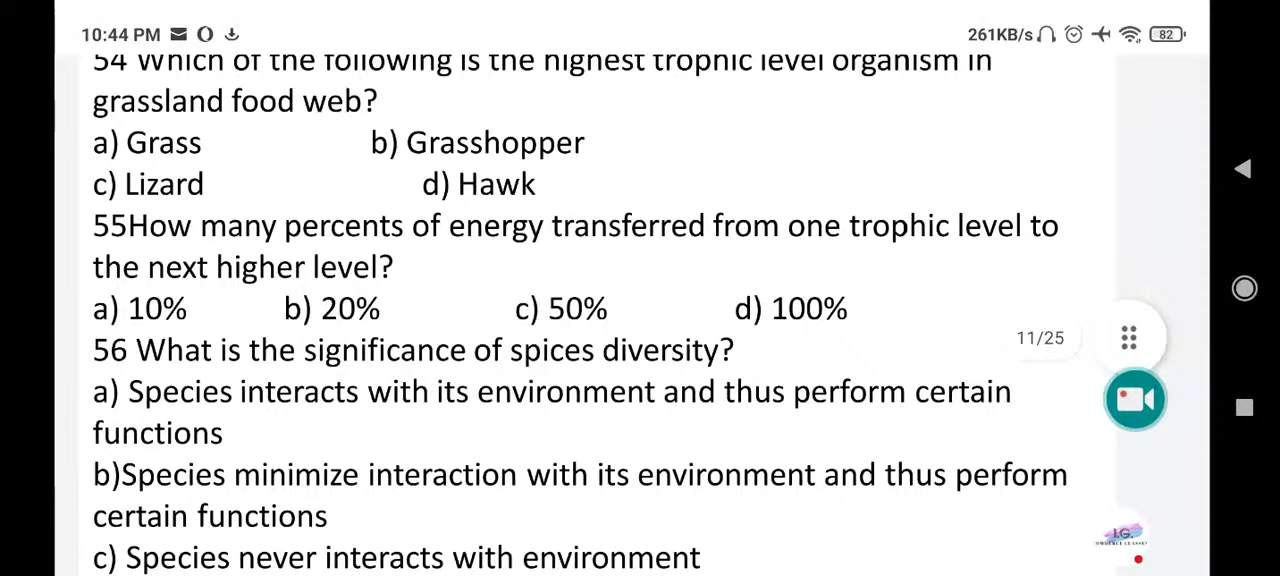 10:44 PM
261KB/s
82
54 Which of the following is the highest trophic level organism in
grassland food web?
a) Grass b) Grasshopper
c) Lizard d) Hawk
55How many percents of energy transferred from one trophic level to
the next higher level?
a) 10% b) 20% c) 50% d) 100%
11/25
56 What is the significance of spices diversity?
a) Species interacts with its environment and thus perform certain
functions
b)Species minimize interaction with its environment and thus perform
certain functions
I.G.
c) Species never interacts with environment